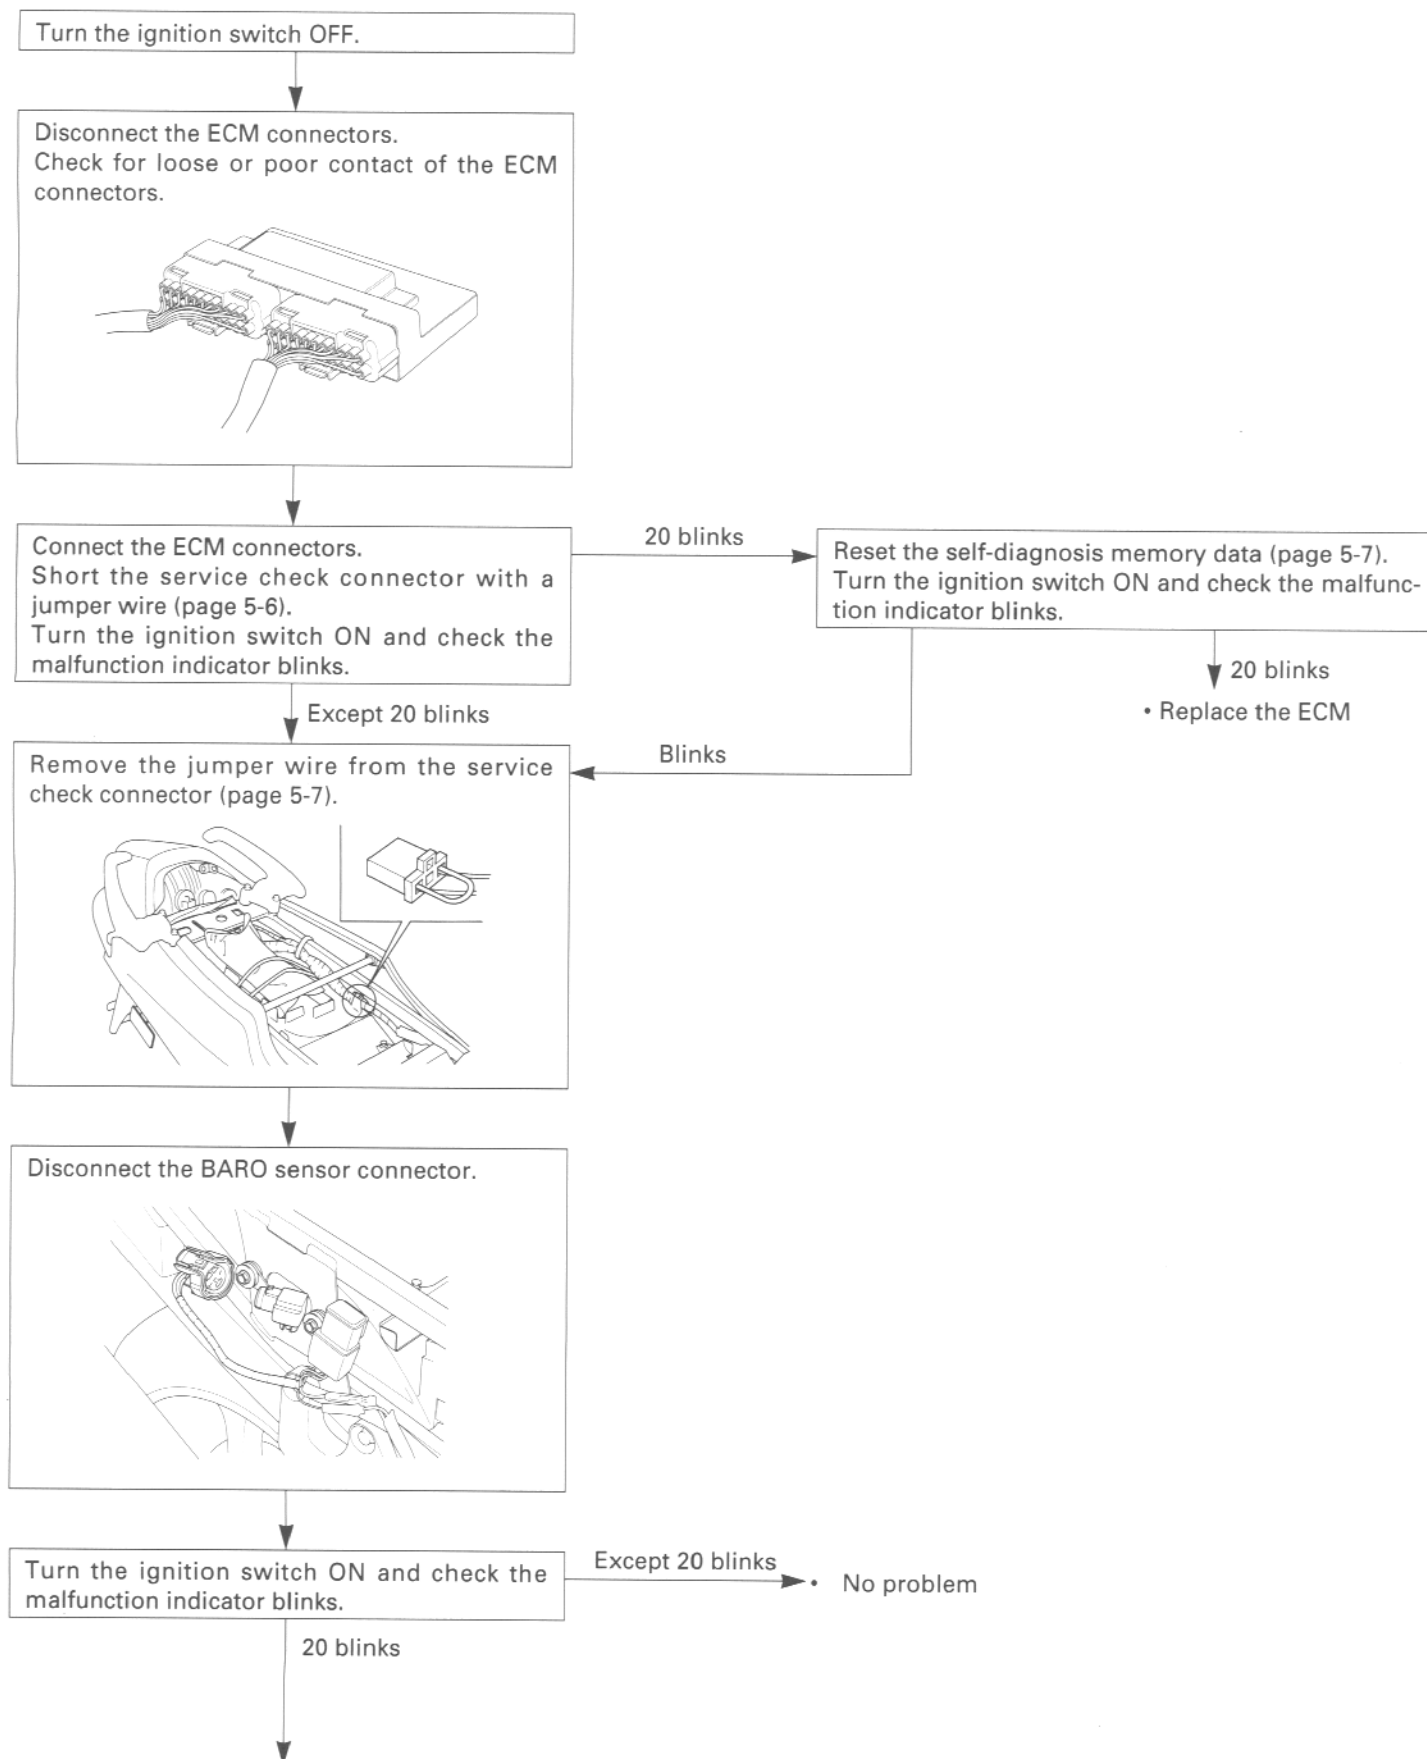 Turn the ignition switch OFF.
Disconnect the ECM connectors.
Check for loose or poor contact of the ECM
connectors.
Connect the ECM connectors.
Short the service check connector with a
jumper wire (page 5-6).
Turn the ignition switch ON and check the
malfunction indicator blinks.
20 blinks
Reset the self-diagnosis memory data (page 5-7).
Turn the ignition switch ON and check the malfunc-
tion indicator blinks.
20 blinks
• Replace the ECM
Except 20 blinks
Blinks
Remove the jumper wire from the service
check connector (page 5-7).
Disconnect the BARO sensor connector.
Turn the ignition switch ON and check the
malfunction indicator blinks.
Except 20 blinks
• No problem
20 blinks